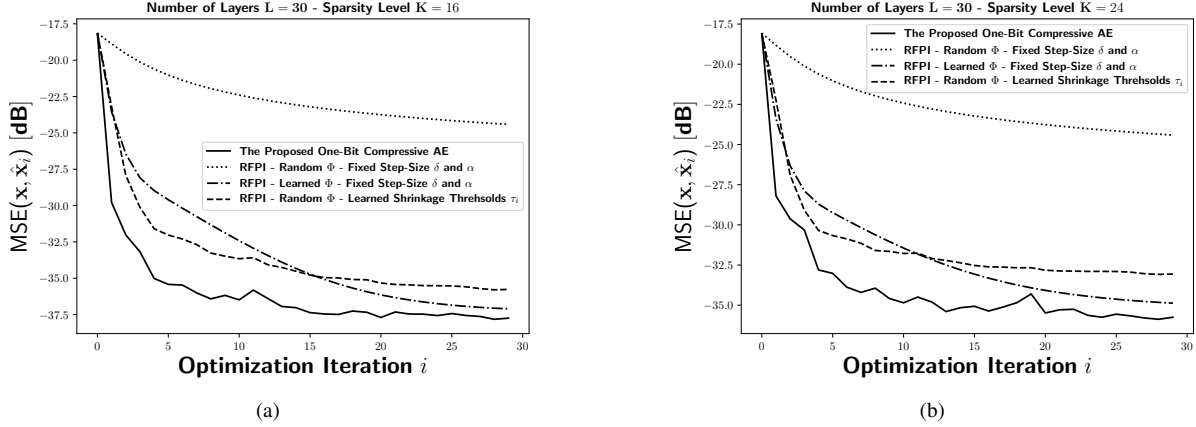 Number of Layers L = 30 - Sparsity Level K = 16
MSE(x, x̂ᵢ) [dB]
−17.5
−20.0
−22.5
−25.0
−27.5
−30.0
−32.5
−35.0
−37.5
The Proposed One-Bit Compressive AE
RFPI - Random Φ - Fixed Step-Size δ and α
RFPI - Learned Φ - Fixed Step-Size δ and α
RFPI - Random Φ - Learned Shrinkage Threhsolds τᵢ
0 5 10 15 20 25 30
Optimization Iteration i
(a)
Number of Layers L = 30 - Sparsity Level K = 24
MSE(x, x̂ᵢ) [dB]
−17.5
−20.0
−22.5
−25.0
−27.5
−30.0
−32.5
−35.0
The Proposed One-Bit Compressive AE
RFPI - Random Φ - Fixed Step-Size δ and α
RFPI - Learned Φ - Fixed Step-Size δ and α
RFPI - Random Φ - Learned Shrinkage Threhsolds τᵢ
0 5 10 15 20 25 30
Optimization Iteration i
(b)